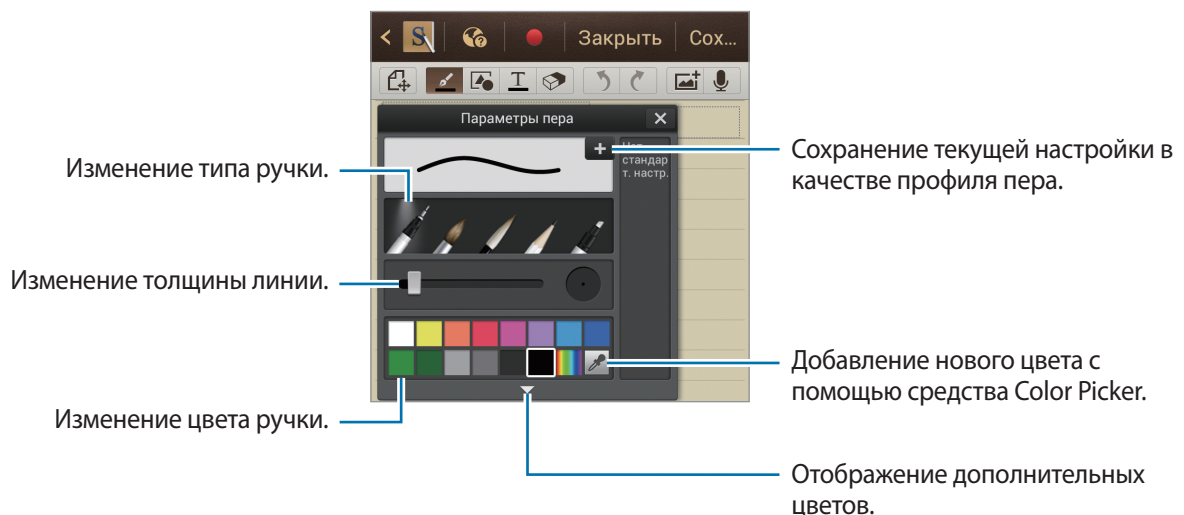 Закрыть
Сох...
T
Параметры пера
Нет
стандар
т. настр.
Изменение типа ручки.
Сохранение текущей настройки в
качестве профиля пера.
Изменение толщины линии.
Добавление нового цвета с
помощью средства Color Picker.
Изменение цвета ручки.
Отображение дополнительных
цветов.